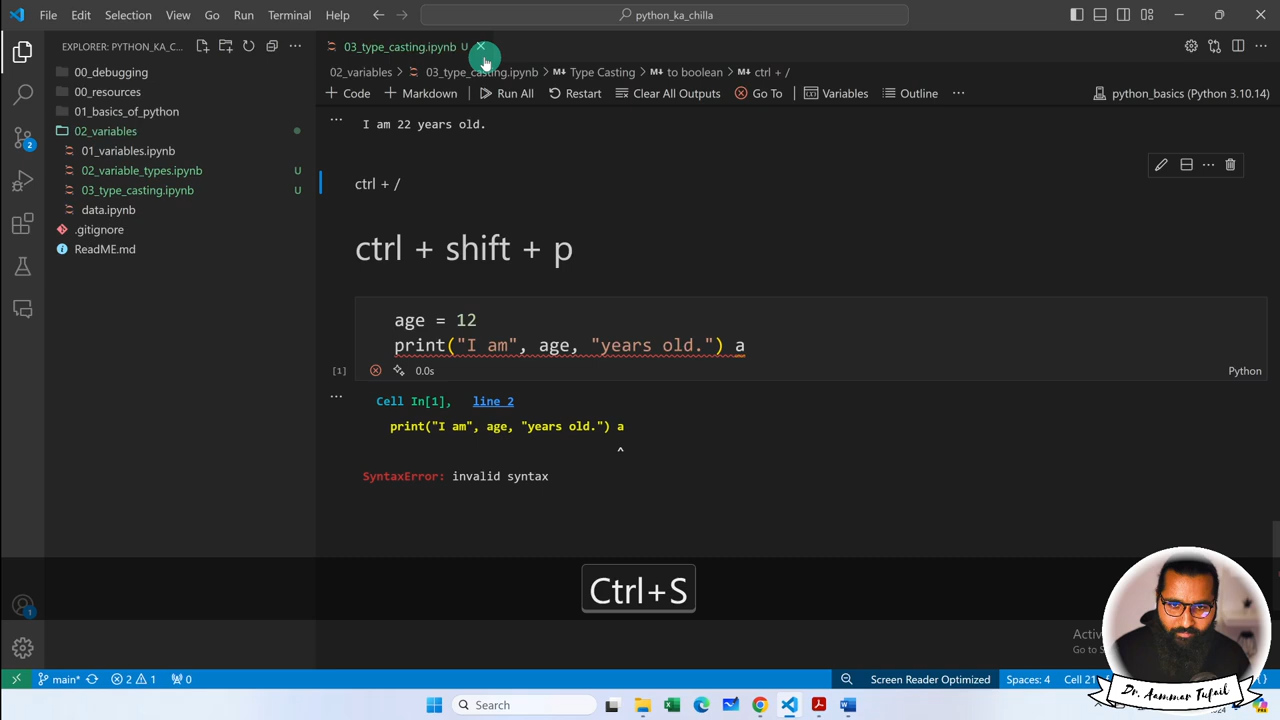 File Edit Selection View Go Run Terminal Help
python_ka_chilla
EXPLORER: PYTHON_KA_C...
00_debugging
00_resources
01_basics_of_python
02_variables
01_variables.ipynb
02_variable_types.ipynb U
03_type_casting.ipynb U
data.ipynb
.gitignore
ReadME.md
2
1
03_type_casting.ipynb U
02_variables > 03_type_casting.ipynb > Type Casting > to boolean > ctrl + /
+ Code + Markdown Run All Restart Clear All Outputs Go To Variables Outline ... python_basics (Python 3.10.14)
I am 22 years old.
ctrl + /
ctrl + shift + p
age = 12
print("I am", age, "years old.") a
[1] 0.0s Python
Cell In[1], line 2
print("I am", age, "years old.") a
^
SyntaxError: invalid syntax
Ctrl+S
Dr. Aammar Tufail
main* 2 1 0 Screen Reader Optimized Spaces: 4 Cell 21
Search